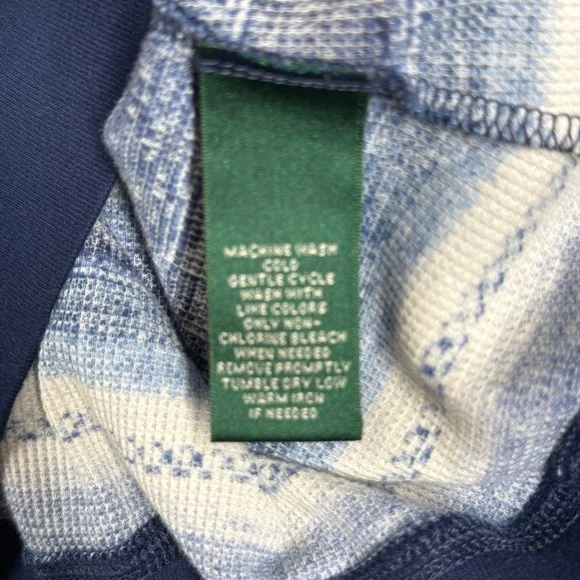 MACHINE WASH
COLD
GENTLE CYCLE
WASH WITH
LIKE COLORS
ONLY NON-
CHLORINE BLEACH
WHEN NEEDED
REMOVE PROMPTLY
TUMBLE DRY LOW
WARM IRON
IF NEEDED